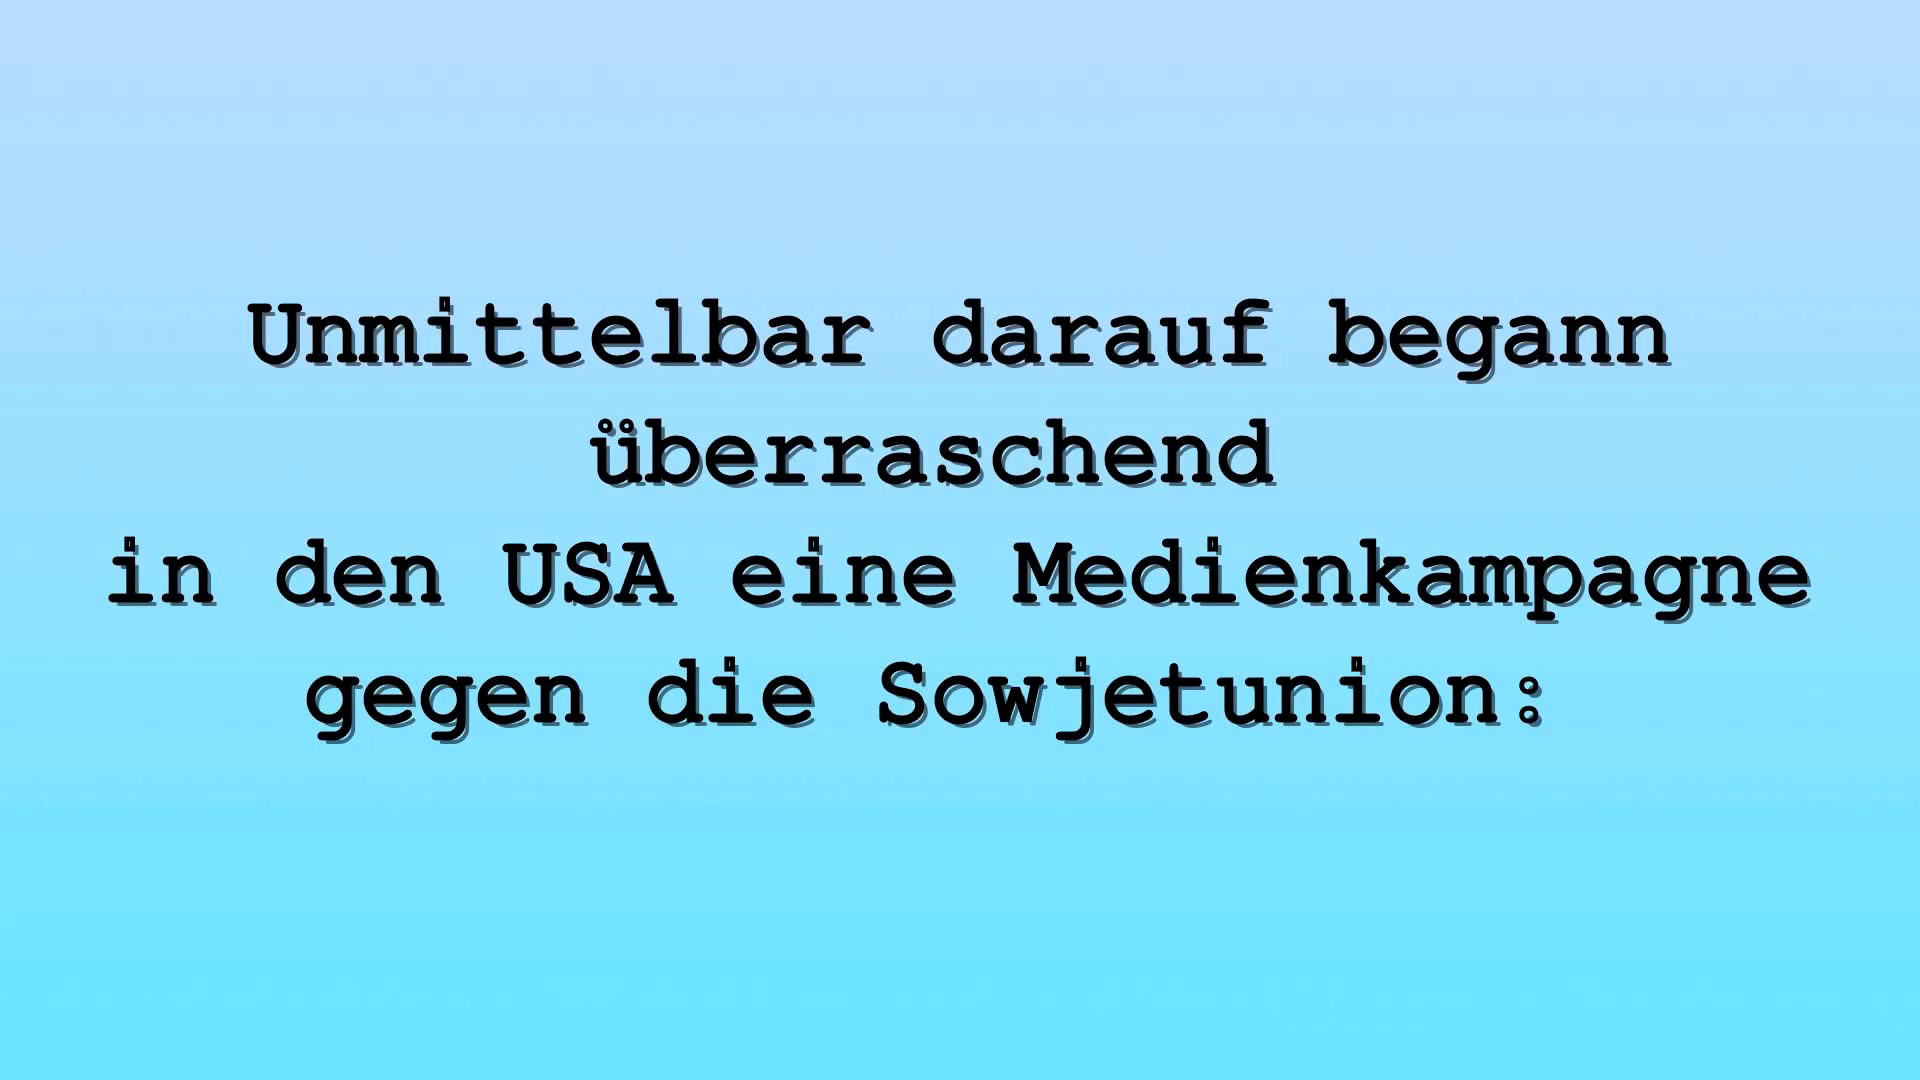 Unmittelbar darauf begann
überraschend
in den USA eine Medienkampagne
gegen die Sowjetunion: